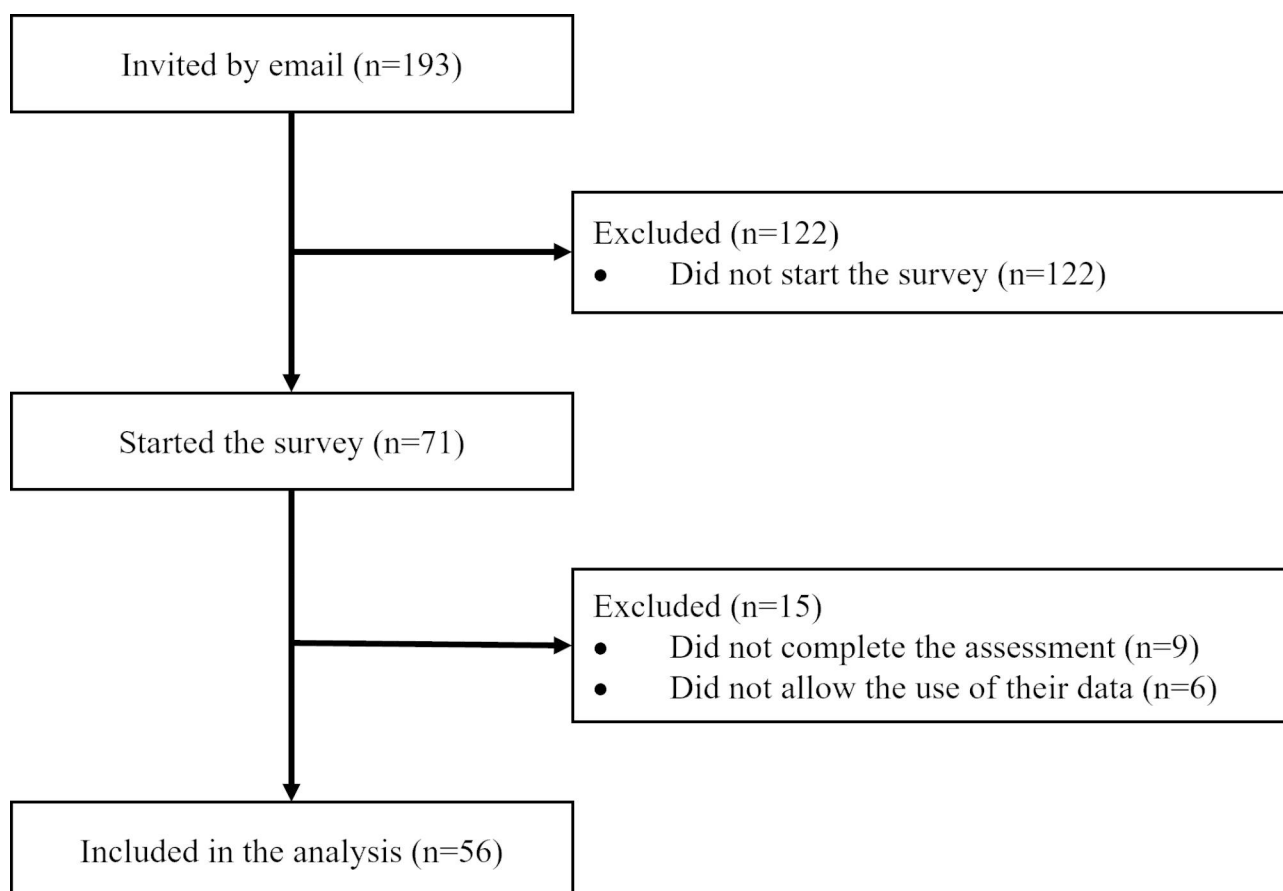 Invited by email (n=193)
Excluded (n=122)
• Did not start the survey (n=122)
Started the survey (n=71)
Excluded (n=15)
• Did not complete the assessment (n=9)
• Did not allow the use of their data (n=6)
Included in the analysis (n=56)